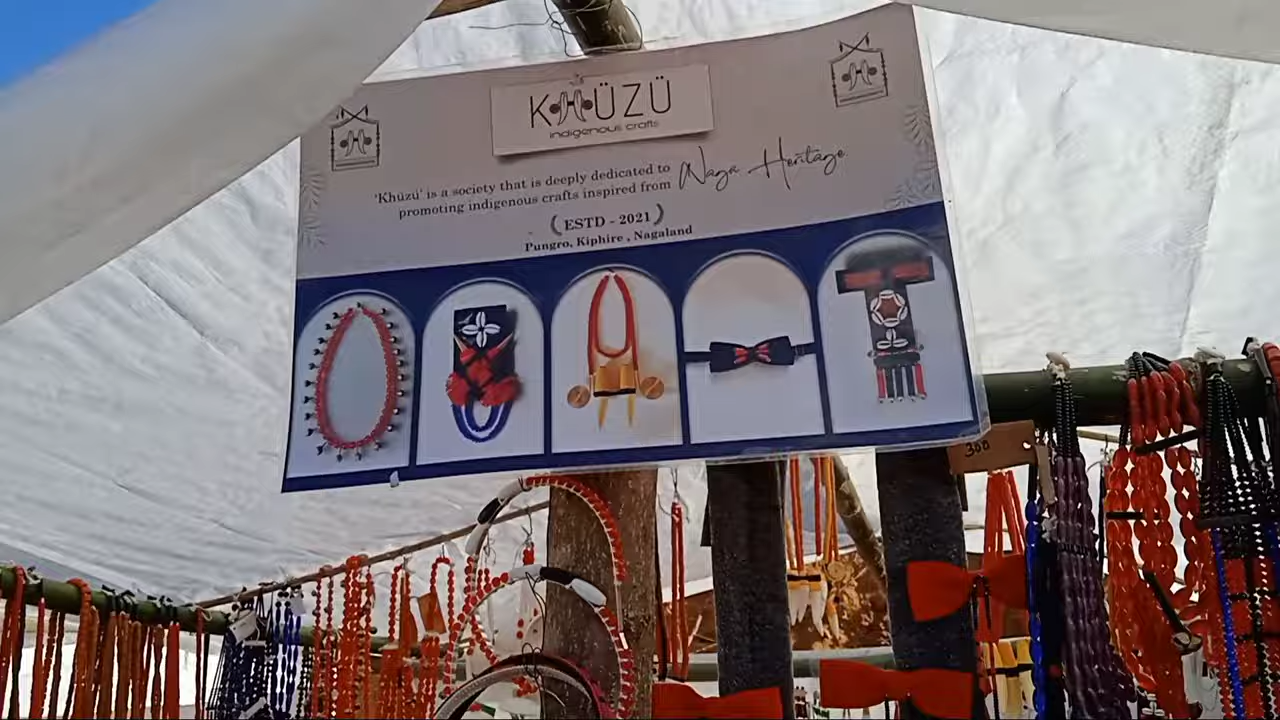 KHÜZÜ
indigenous crafts
'Khüzü' is a society that is deeply dedicated to
promoting indigenous crafts inspired from Naga Heritage
(ESTD - 2021)
Pungro, Kiphire , Nagaland
300